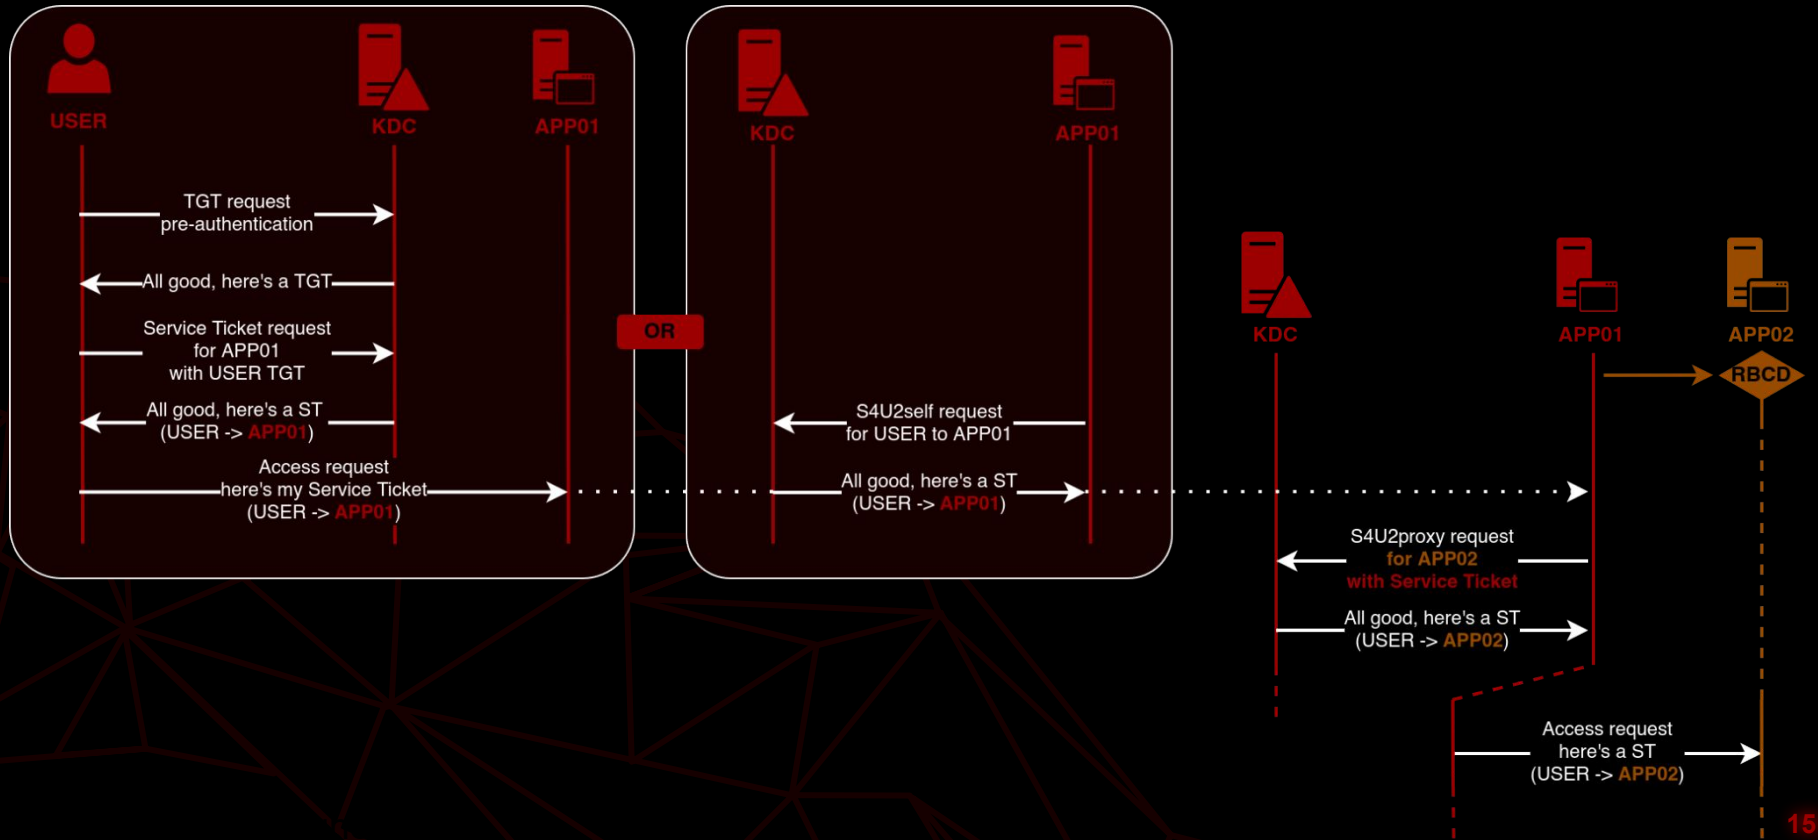 USER
KDC
APP01
TGT request
pre-authentication
All good, here's a TGT
Service Ticket request
for APP01
with USER TGT
All good, here's a ST
(USER -> APP01)
Access request
here's my Service Ticket
(USER -> APP01)
OR
KDC
APP01
S4U2self request
for USER to APP01
All good, here's a ST
(USER -> APP01)
KDC
APP01
APP02
RBCD
S4U2proxy request
for APP02
with Service Ticket
All good, here's a ST
(USER -> APP02)
Access request
here's a ST
(USER -> APP02)
15